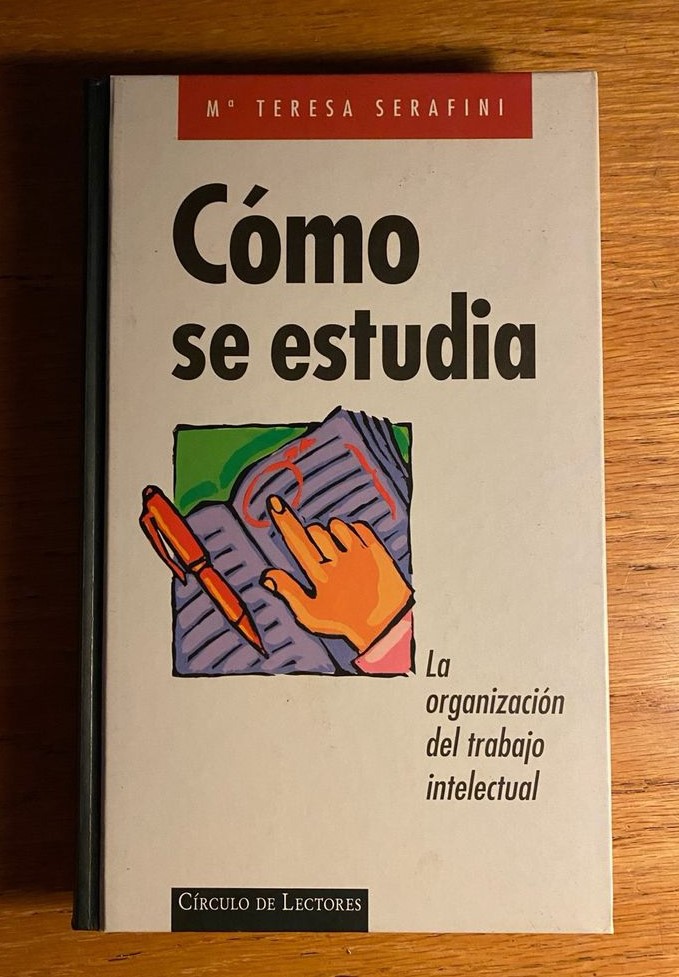 Mª TERESA SERAFINI
Cómo
se estudia
La
organización
del trabajo
intelectual
CÍRCULO DE LECTORES